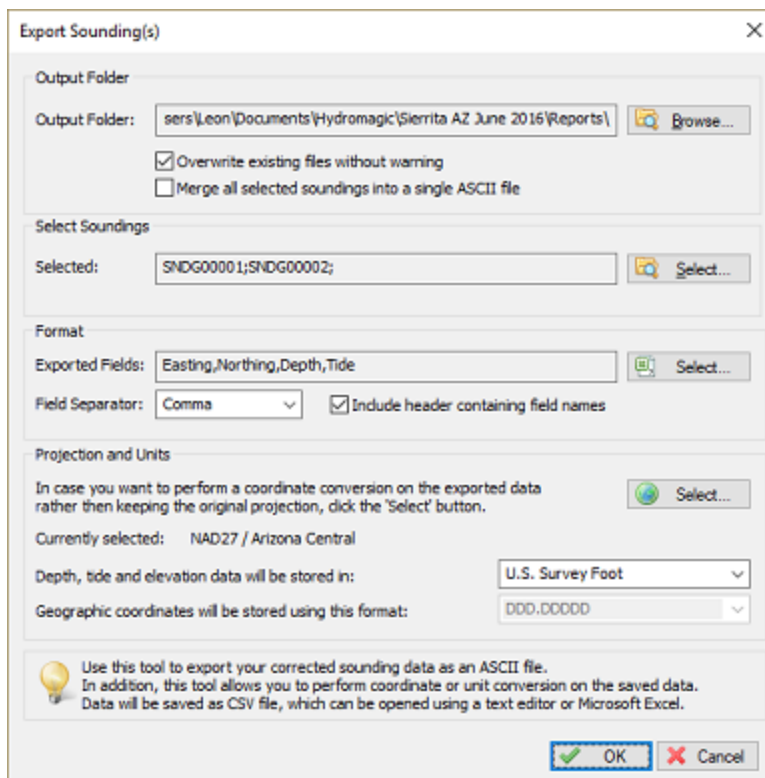 Export Sounding(s)
Output Folder
Output Folder: sers\Leon\Documents\Hydromagic\Sierrita AZ June 2016\Reports\ Browse...
Overwrite existing files without warning
Merge all selected soundings into a single ASCII file
Select Soundings
Selected: SNDG00001;SNDG00002; Select...
Format
Exported Fields: Easting,Northing,Depth,Tide Select...
Field Separator: Comma Include header containing field names
Projection and Units
In case you want to perform a coordinate conversion on the exported data
rather then keeping the original projection, click the 'Select' button. Select...
Currently selected: NAD27 / Arizona Central
Depth, tide and elevation data will be stored in: U.S. Survey Foot
Geographic coordinates will be stored using this format: DDD.DDDDD
Use this tool to export your corrected sounding data as an ASCII file.
In addition, this tool allows you to perform coordinate or unit conversion on the saved data.
Data will be saved as CSV file, which can be opened using a text editor or Microsoft Excel.
OK Cancel